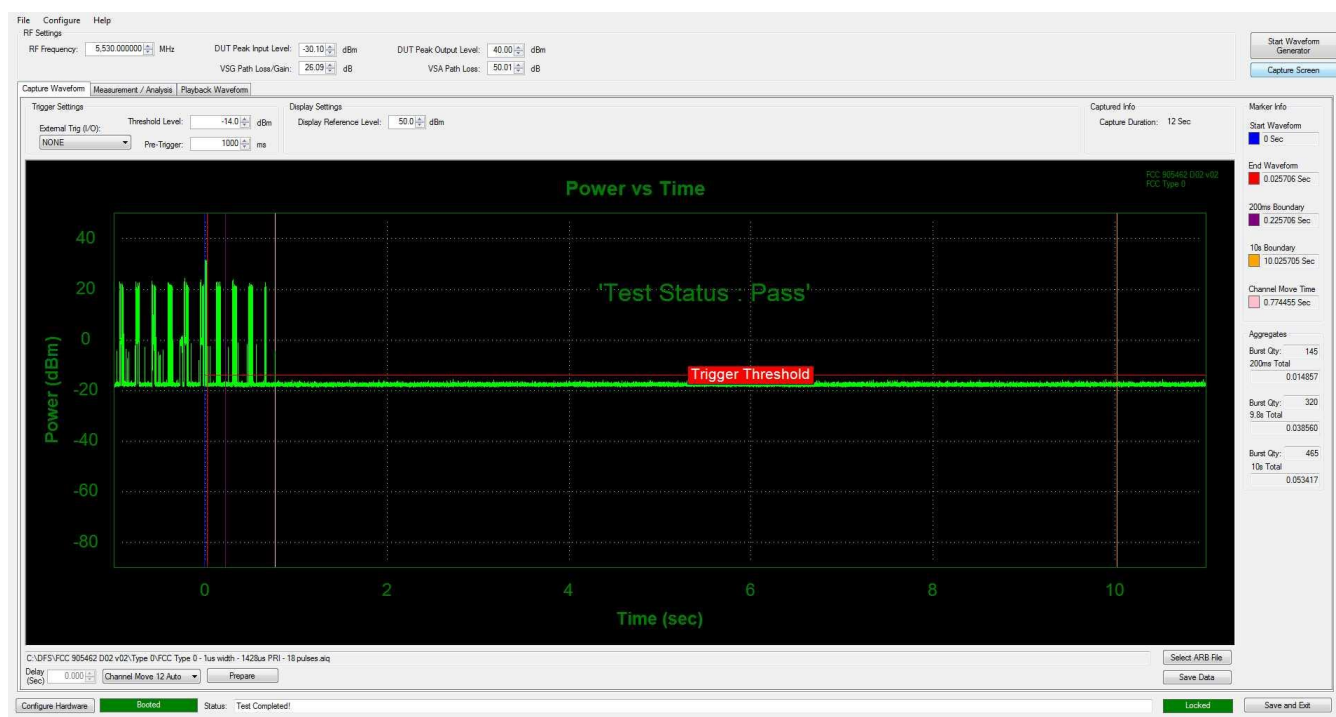 File Configure Help
RF Settings
RF Frequency: 5,530.000000 MHz DUT Peak Input Level: -30.10 dBm DUT Peak Output Level: 40.00 dBm
VSG Path Loss/Gain: 26.09 dB VSA Path Loss: 50.01 dB
Start Waveform
Generator
Capture Screen
Capture Waveform Measurement / Analysis Playback Waveform
Trigger Settings
Threshold Level: -14.0 dBm
External Trig (I/O):
NONE
Pre-Trigger: 1000 ms
Display Settings
Display Reference Level: 50.0 dBm
Captured Info
Capture Duration: 12 Sec
Marker Info
Start Waveform
0 Sec
End Waveform
0.025706 Sec
200ms Boundary
0.225706 Sec
10s Boundary
10.025705 Sec
Channel Move Time
0.774455 Sec
Aggregates
Burst Qty: 145
200ms Total
0.014857
Burst Qty: 320
9.8s Total
0.038560
Burst Qty: 465
10s Total
0.053417
Power vs Time
FCC 905462 D02 v02
FCC Type 0
'Test Status : Pass'
Trigger Threshold
Power (dBm)
40
20
0
-20
-40
-60
-80
0 2 4 6 8 10
Time (sec)
C:\DFS\FCC 905462 D02 v02\Type 0\FCC Type 0 - 1us width - 1428us PRI - 18 pulses.aiq
Select ARB File
Delay
(Sec) 0.000 Channel Move 12 Auto Prepare
Save Data
Configure Hardware Booted Status: Test Completed! Locked Save and Exit